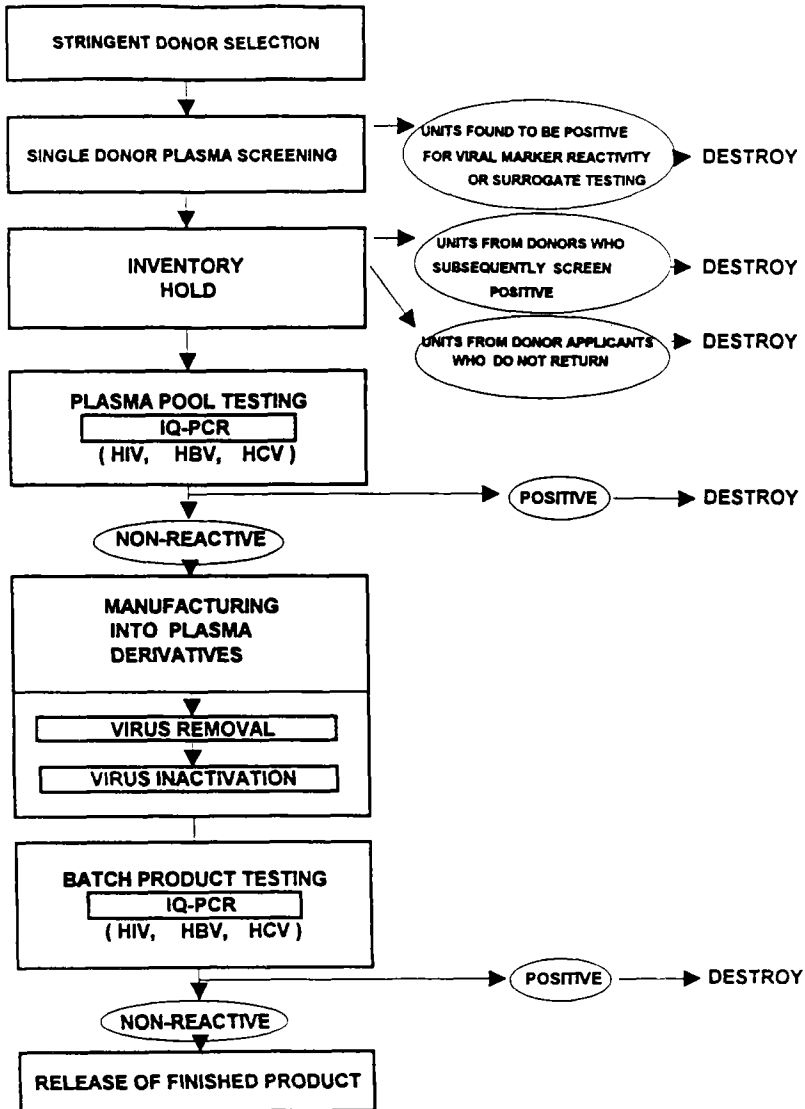 STRINGENT DONOR SELECTION
SINGLE DONOR PLASMA SCREENING
UNITS FOUND TO BE POSITIVE
FOR VIRAL MARKER REACTIVITY
OR SURROGATE TESTING
DESTROY
INVENTORY
HOLD
UNITS FROM DONORS WHO
SUBSEQUENTLY SCREEN
POSITIVE
DESTROY
UNITS FROM DONOR APPLICANTS
WHO DO NOT RETURN
DESTROY
PLASMA POOL TESTING
IQ-PCR
( HIV, HBV, HCV )
POSITIVE
DESTROY
NON-REACTIVE
MANUFACTURING
INTO PLASMA
DERIVATIVES
VIRUS REMOVAL
VIRUS INACTIVATION
BATCH PRODUCT TESTING
IQ-PCR
( HIV, HBV, HCV )
POSITIVE
DESTROY
NON-REACTIVE
RELEASE OF FINISHED PRODUCT